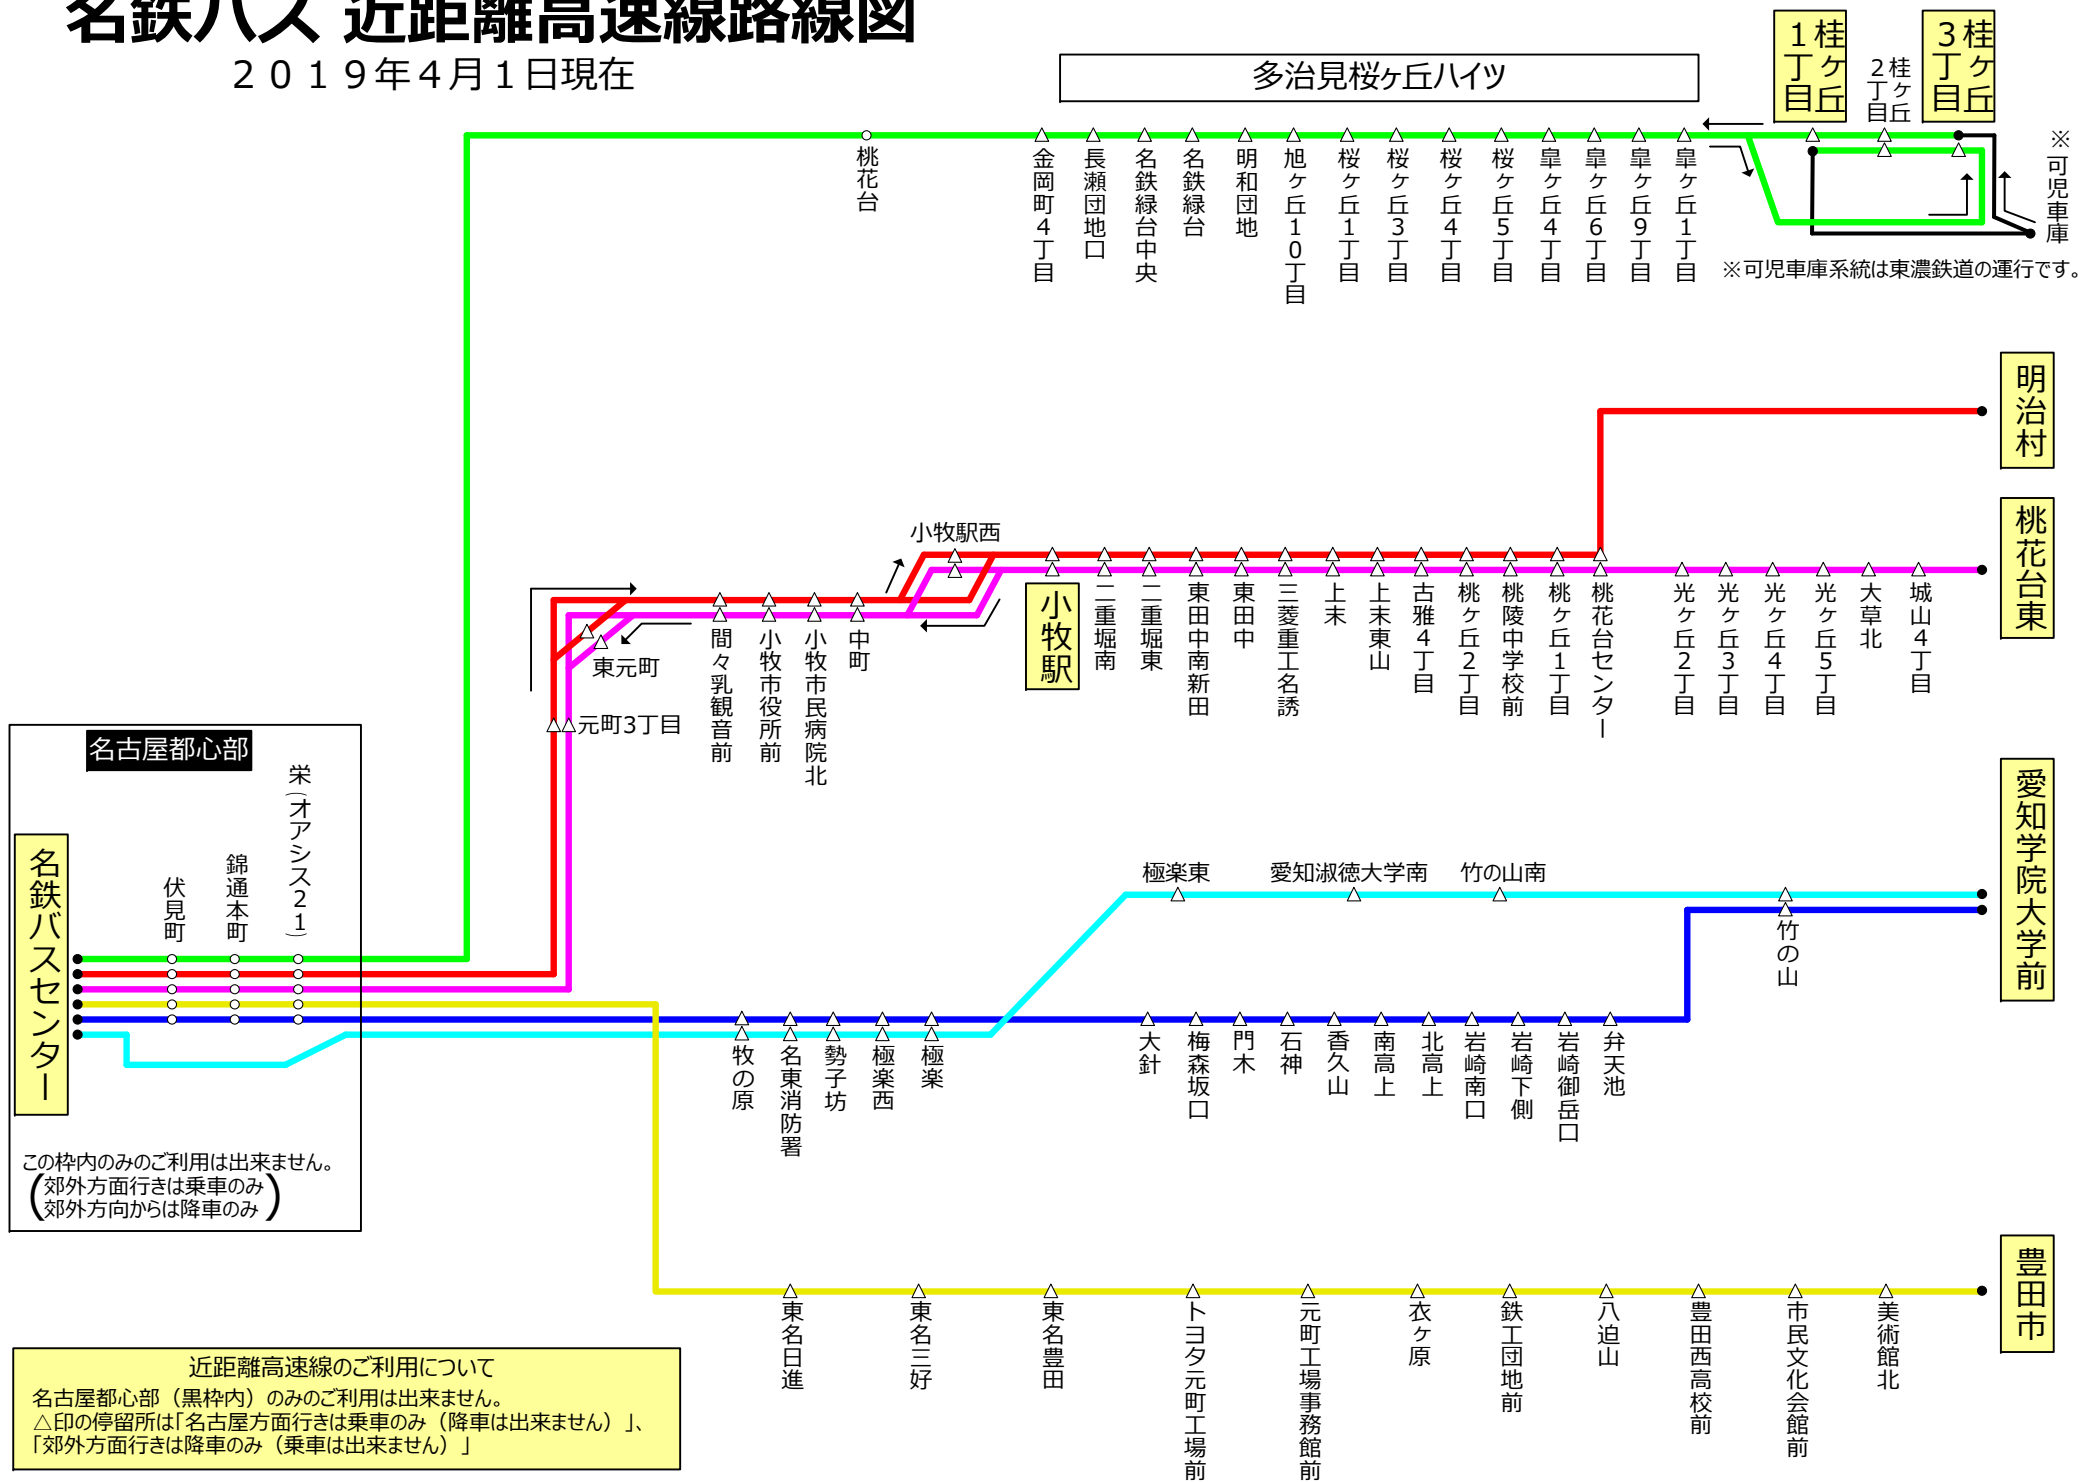 名鉄バス 近距離高速線路線図
２０１９年４月１日現在
多治見桜ヶ丘ハイツ
桂ヶ丘１丁目
桂ヶ丘２丁目
桂ヶ丘３丁目
※可児車庫
桃花台
金岡町４丁目
長瀬団地口
名鉄緑台中央
名鉄緑台
明和団地
旭ヶ丘１０丁目
桜ヶ丘１丁目
桜ヶ丘３丁目
桜ヶ丘４丁目
桜ヶ丘５丁目
皐ヶ丘４丁目
皐ヶ丘６丁目
皐ヶ丘９丁目
皐ヶ丘１丁目
※可児車庫系統は東濃鉄道の運行です。
明治村
桃花台東
小牧駅西
小牧駅
二重堀南
二重堀東
東田中南新田
東田中
三菱重工名誘
上末
上末東山
古雅４丁目
桃ヶ丘２丁目
桃陵中学校前
桃ヶ丘１丁目
桃花台センター
光ヶ丘２丁目
光ヶ丘３丁目
光ヶ丘４丁目
光ヶ丘５丁目
大草北
城山４丁目
東元町
元町3丁目
間々乳観音前
小牧市役所前
小牧市民病院北
中町
名古屋都心部
名鉄バスセンター
伏見町
錦通本町
栄（オアシス２１）
この枠内のみのご利用は出来ません。
（郊外方面行きは乗車のみ
郊外方向からは降車のみ）
愛知学院大学前
極楽東
愛知淑徳大学南
竹の山南
竹の山
牧の原
名東消防署
勢子坊
極楽西
極楽
大針
梅森坂口
門木
石神
香久山
南高上
北高上
岩崎南口
岩崎下側
岩崎御岳口
弁天池
豊田市
東名日進
東名三好
東名豊田
トヨタ元町工場前
元町工場事務館前
衣ヶ原
鉄工団地前
八迫山
豊田西高校前
市民文化会館前
美術館北
近距離高速線のご利用について
名古屋都心部（黒枠内）のみのご利用は出来ません。
△印の停留所は「名古屋方面行きは乗車のみ（降車は出来ません）」、
「郊外方面行きは降車のみ（乗車は出来ません）」